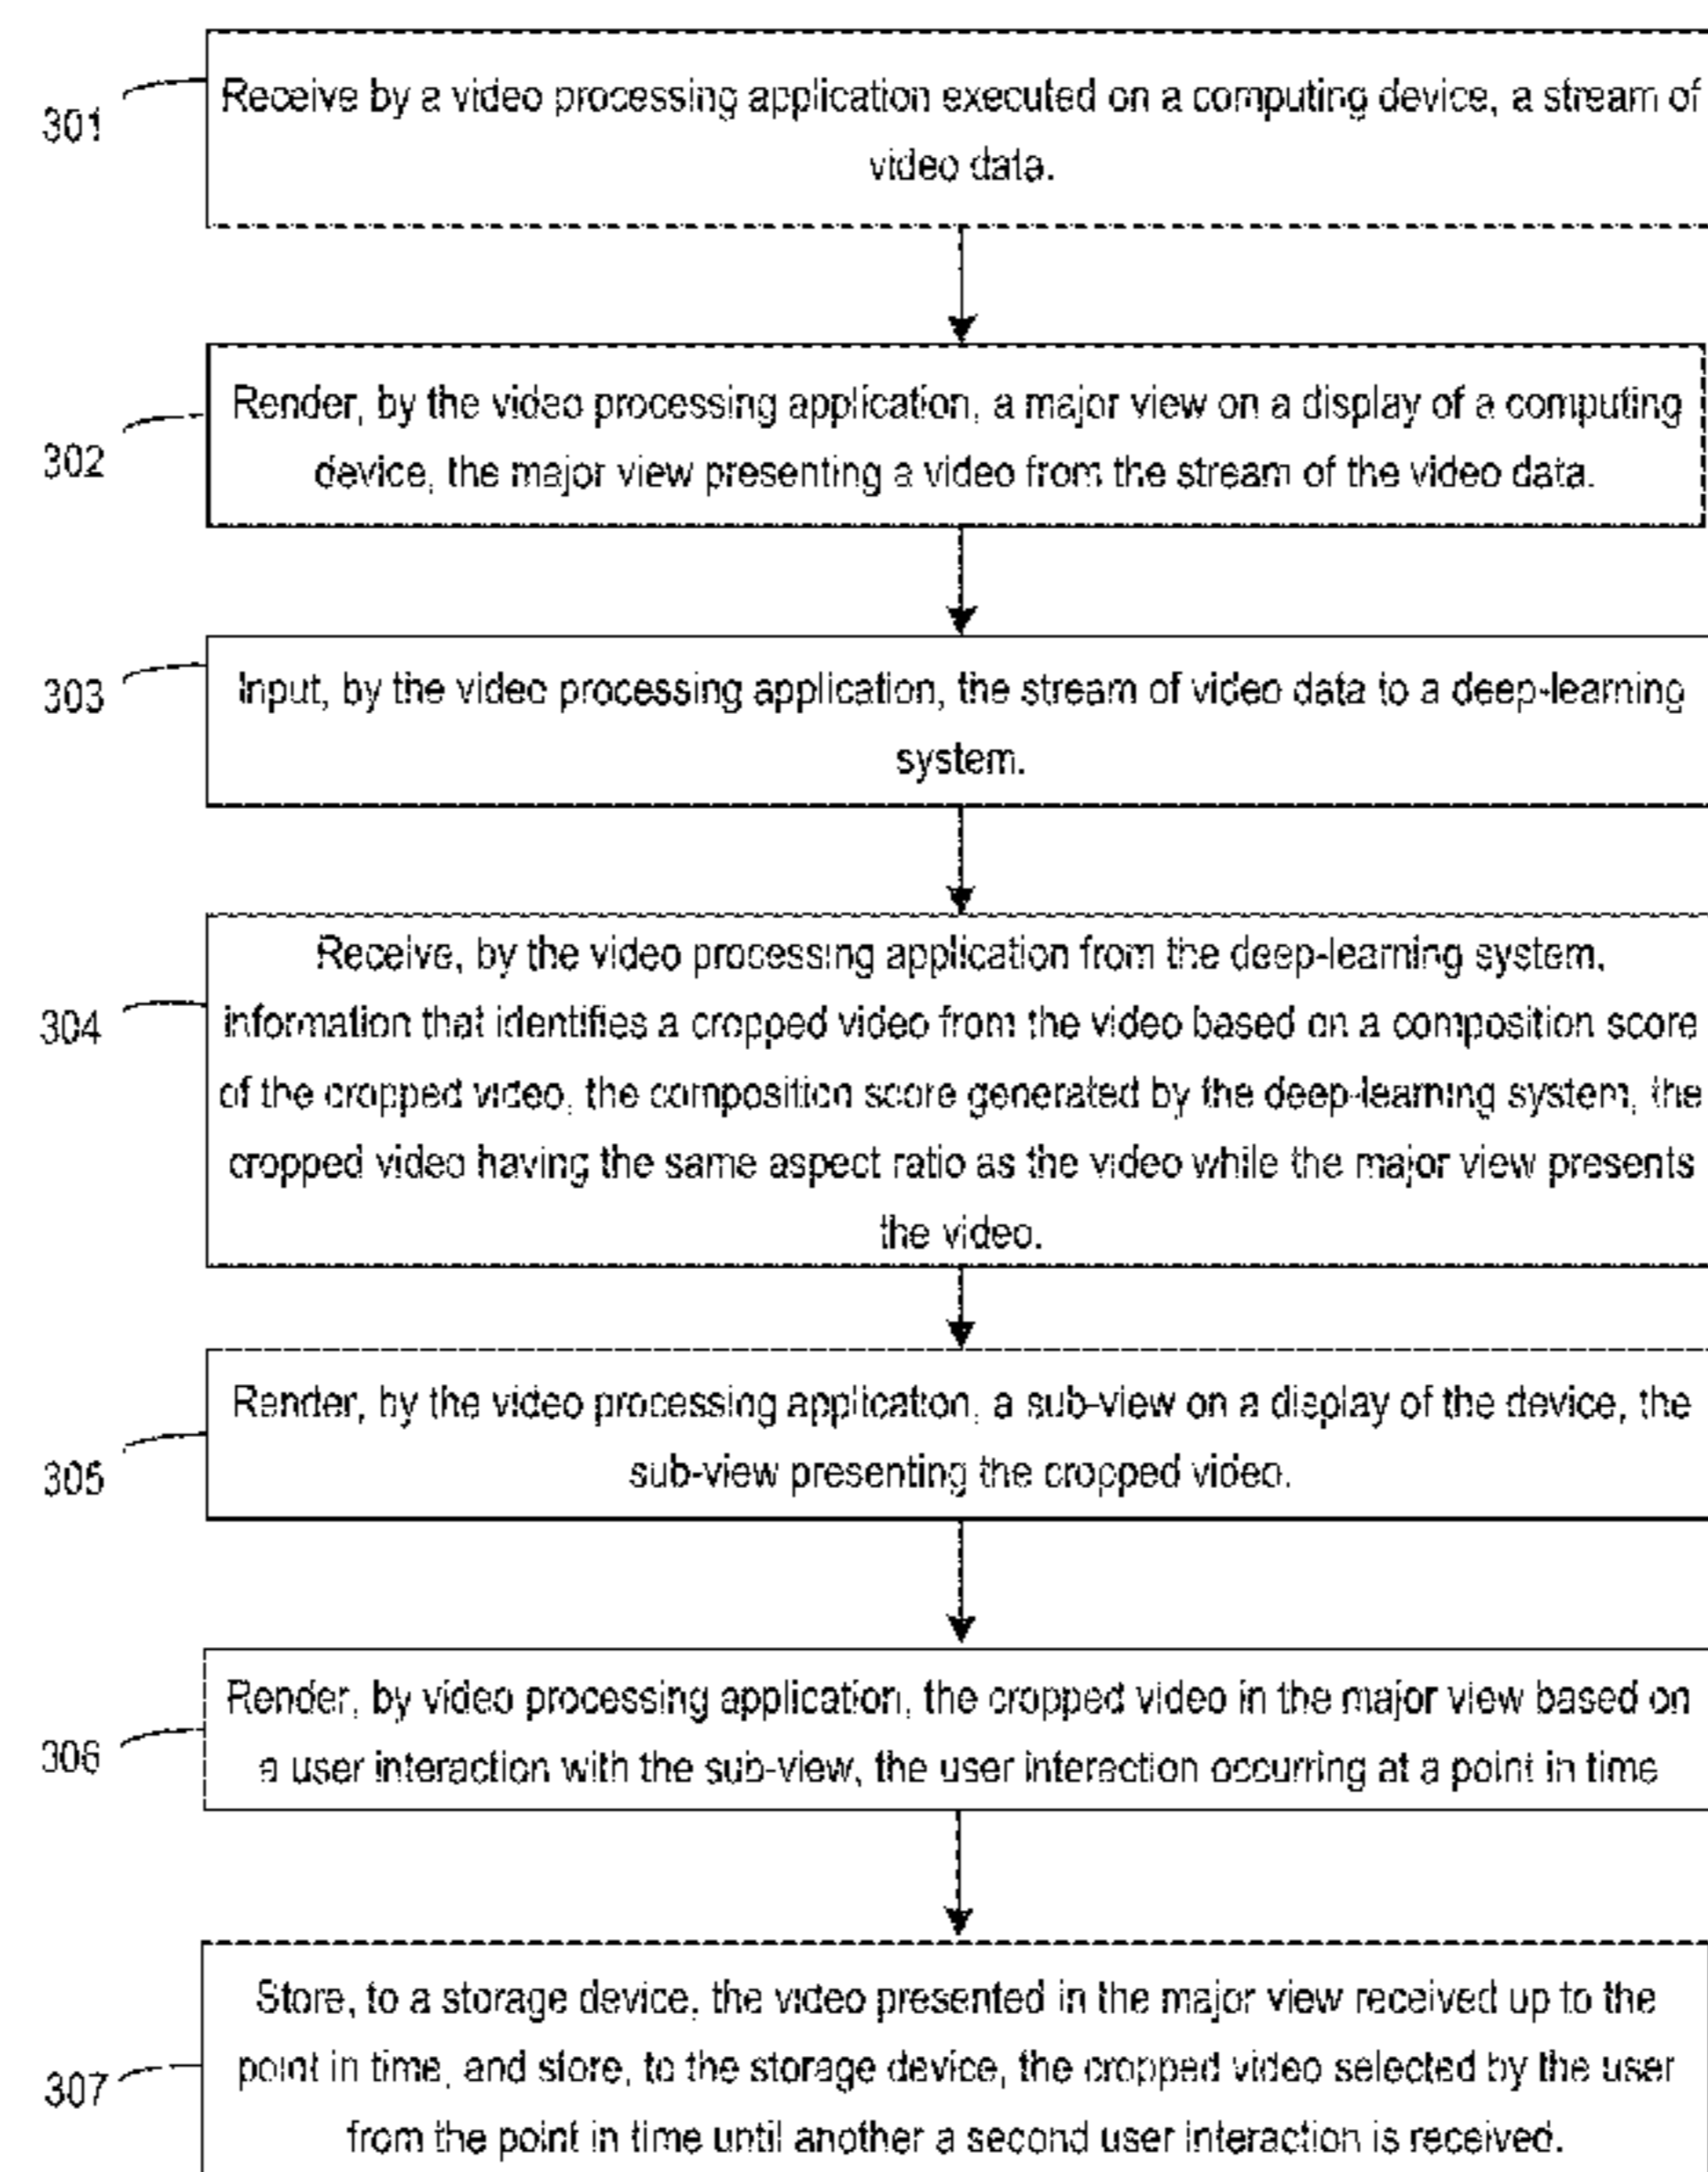 301
Receive by a video processing application executed on a computing device, a stream of
video data.
302
Render, by the video processing application, a major view on a display of a computing
device, the major view presenting a video from the stream of the video data.
303
Input, by the video processing application, the stream of video data to a deep-learning
system.
304
Receive, by the video processing application from the deep-learning system,
information that identifies a cropped video from the video based on a composition score
of the cropped video, the composition score generated by the deep-learning system, the
cropped video having the same aspect ratio as the video while the major view presents
the video.
305
Render, by the video processing application, a sub-view on a display of the device, the
sub-view presenting the cropped video.
306
Render, by video processing application, the cropped video in the major view based on
a user interaction with the sub-view, the user interaction occurring at a point in time
307
Store, to a storage device, the video presented in the major view received up to the
point in time, and store, to the storage device, the cropped video selected by the user
from the point in time until another a second user interaction is received.